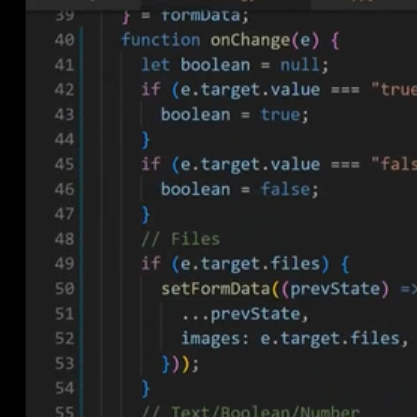 39 } = formData;
40 function onChange(e) {
41 let boolean = null;
42 if (e.target.value === "true
43 boolean = true;
44 }
45 if (e.target.value === "fals
46 boolean = false;
47 }
48 // Files
49 if (e.target.files) {
50 setFormData((prevState) =>
51 ...prevState,
52 images: e.target.files,
53 }));
54 }
55 // Text/Boolean/Number